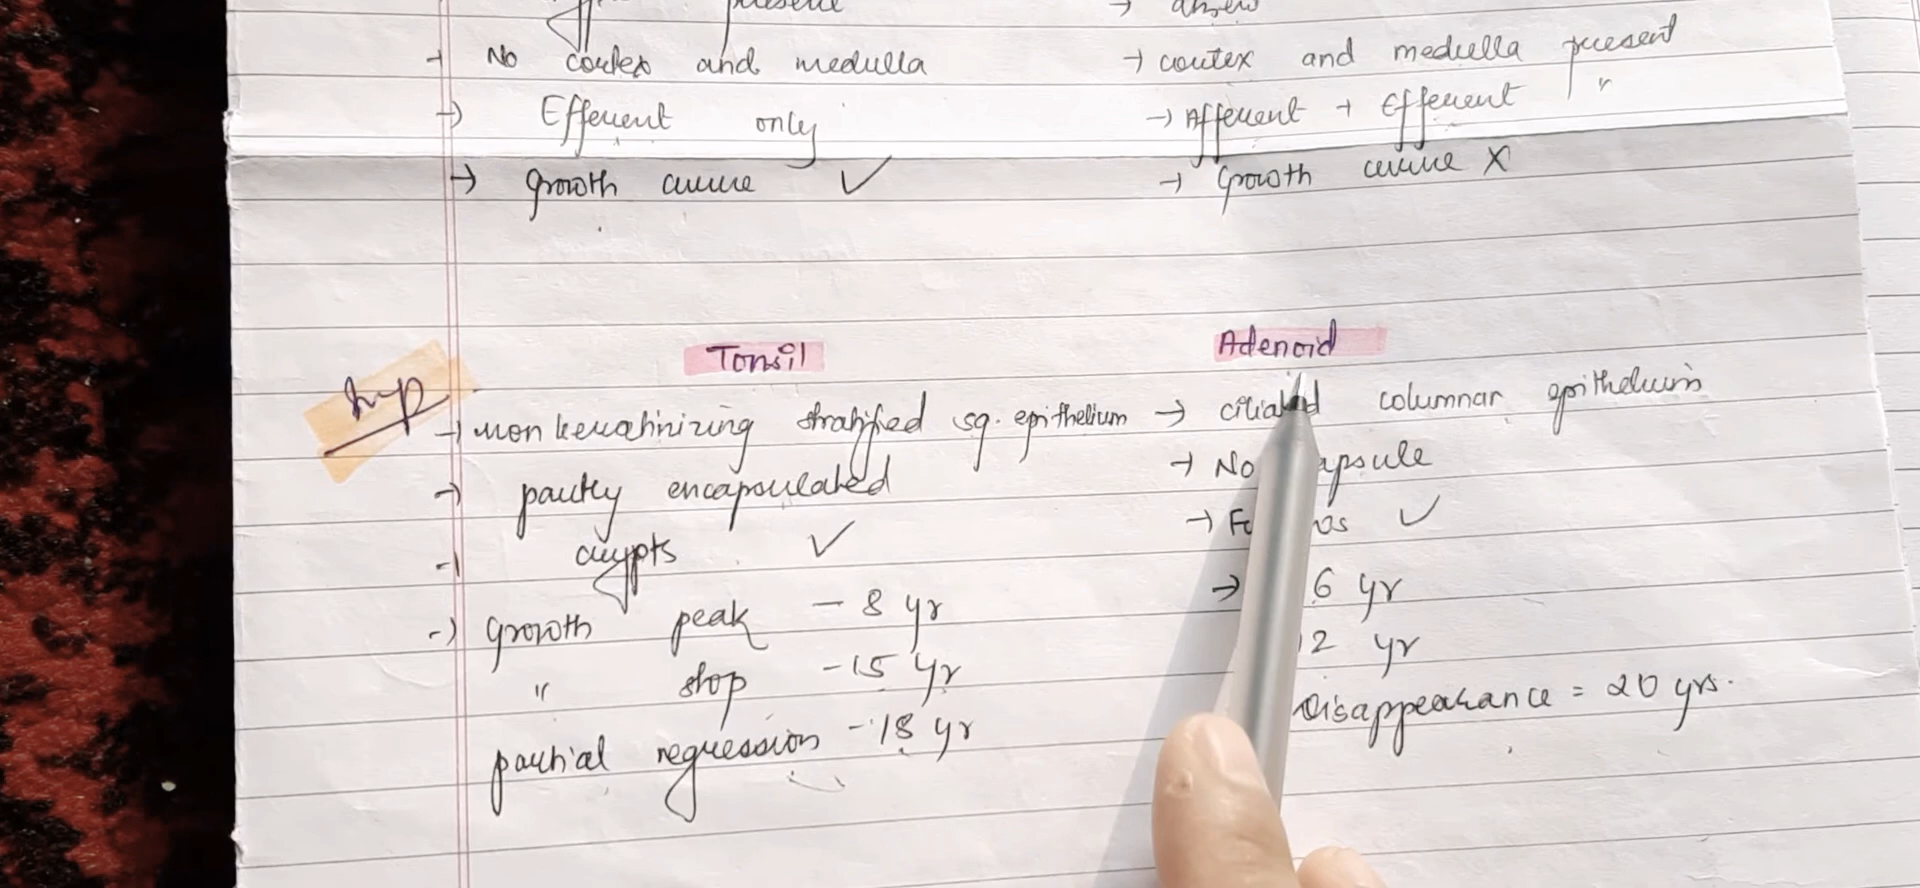 present
→ No cortex and medulla
→ cortex and medulla present
→ Efferent only
→ Afferent + Efferent "
→ growth curve ✓
→ Growth curve X
Imp
Tonsil
Adenoid
→ non keratinizing stratified sq. epithelium
→ ciliated columnar epithelium
→ partly encapsulated
→ No capsule
→ crypts ✓
→ ✓
→ growth peak - 8 yr
→ 6 yr
" stop - 15 yr
12 yr
partial regression - 18 yr
Disappearance = 20 yrs.